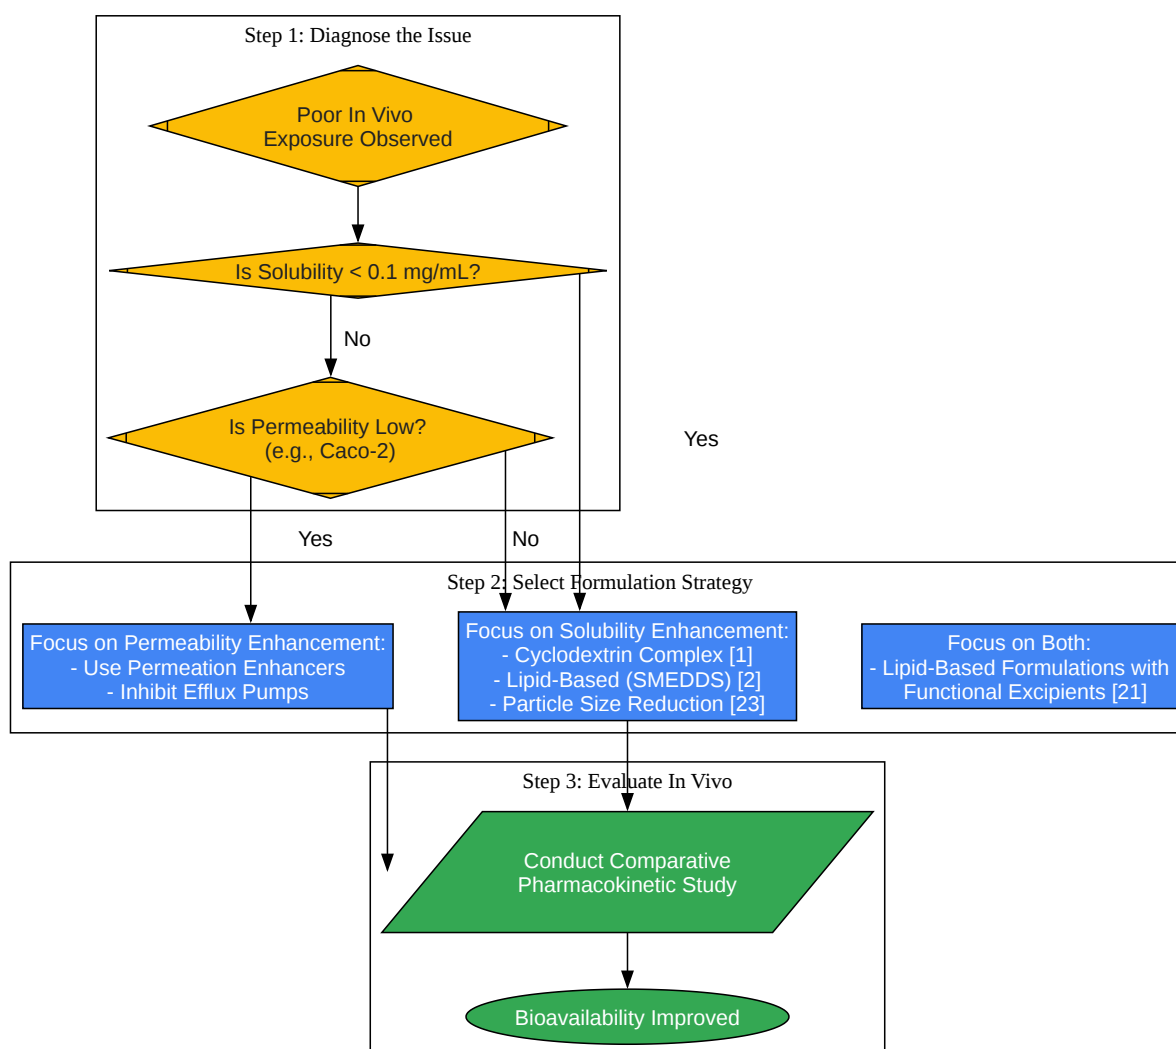 Step 1: Diagnose the Issue
Poor In Vivo
Exposure Observed
Is Solubility < 0.1 mg/mL?
No
Is Permeability Low?
(e.g., Caco-2)
Yes
Yes
No
Step 2: Select Formulation Strategy
Focus on Permeability Enhancement:
- Use Permeation Enhancers
- Inhibit Efflux Pumps
Focus on Solubility Enhancement:
- Cyclodextrin Complex [1]
- Lipid-Based (SMEDDS) [2]
- Particle Size Reduction [23]
Focus on Both:
- Lipid-Based Formulations with
Functional Excipients [21]
Step 3: Evaluate In Vivo
Conduct Comparative
Pharmacokinetic Study
Bioavailability Improved